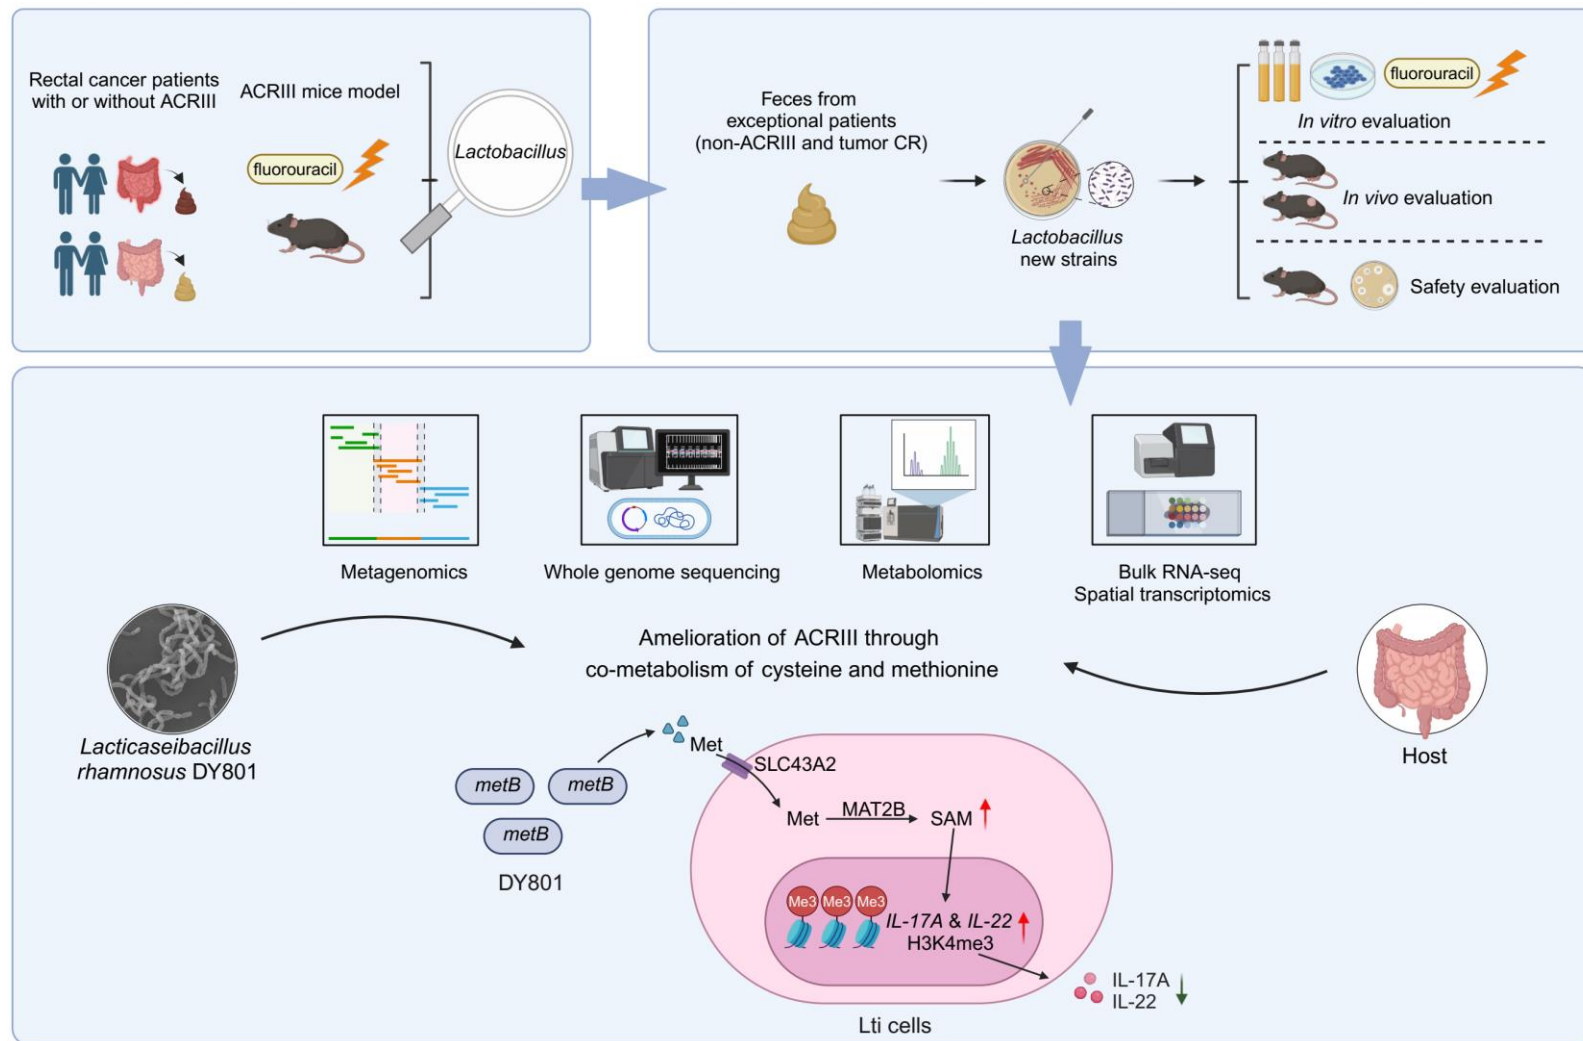 Rectal cancer patients
with or without ACRIII
ACRIII mice model
fluorouracil
Lactobacillus
Feces from
exceptional patients
(non-ACRIII and tumor CR)
Lactobacillus
new strains
fluorouracil
In vitro evaluation
In vivo evaluation
Safety evaluation
Metagenomics
Whole genome sequencing
Metabolomics
Bulk RNA-seq
Spatial transcriptomics
Amelioration of ACRIII through
co-metabolism of cysteine and methionine
Lacticaseibacillus
rhamnosus DY801
Host
metB
metB
metB
DY801
Met
SLC43A2
Met
MAT2B
SAM
Me3
Me3
Me3
IL-17A & IL-22
H3K4me3
IL-17A
IL-22
Lti cells